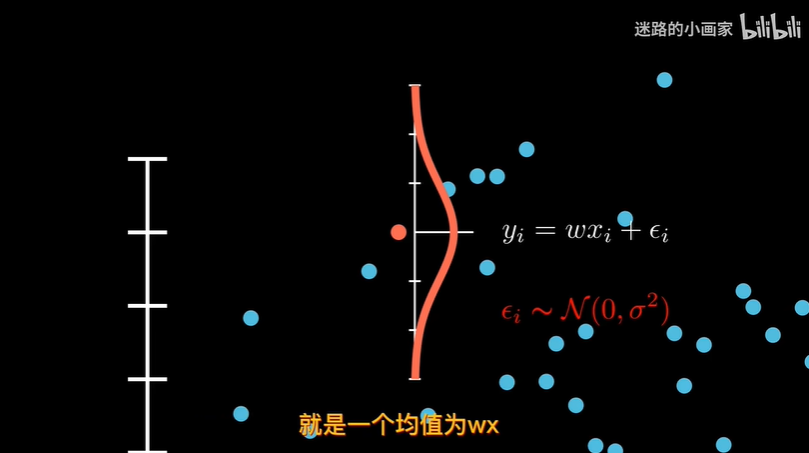 迷路的小画家 bilibili
$y_i = wx_i + \epsilon_i$
$\epsilon_i \sim \mathcal{N}(0, \sigma^2)$
就是一个均值为wx